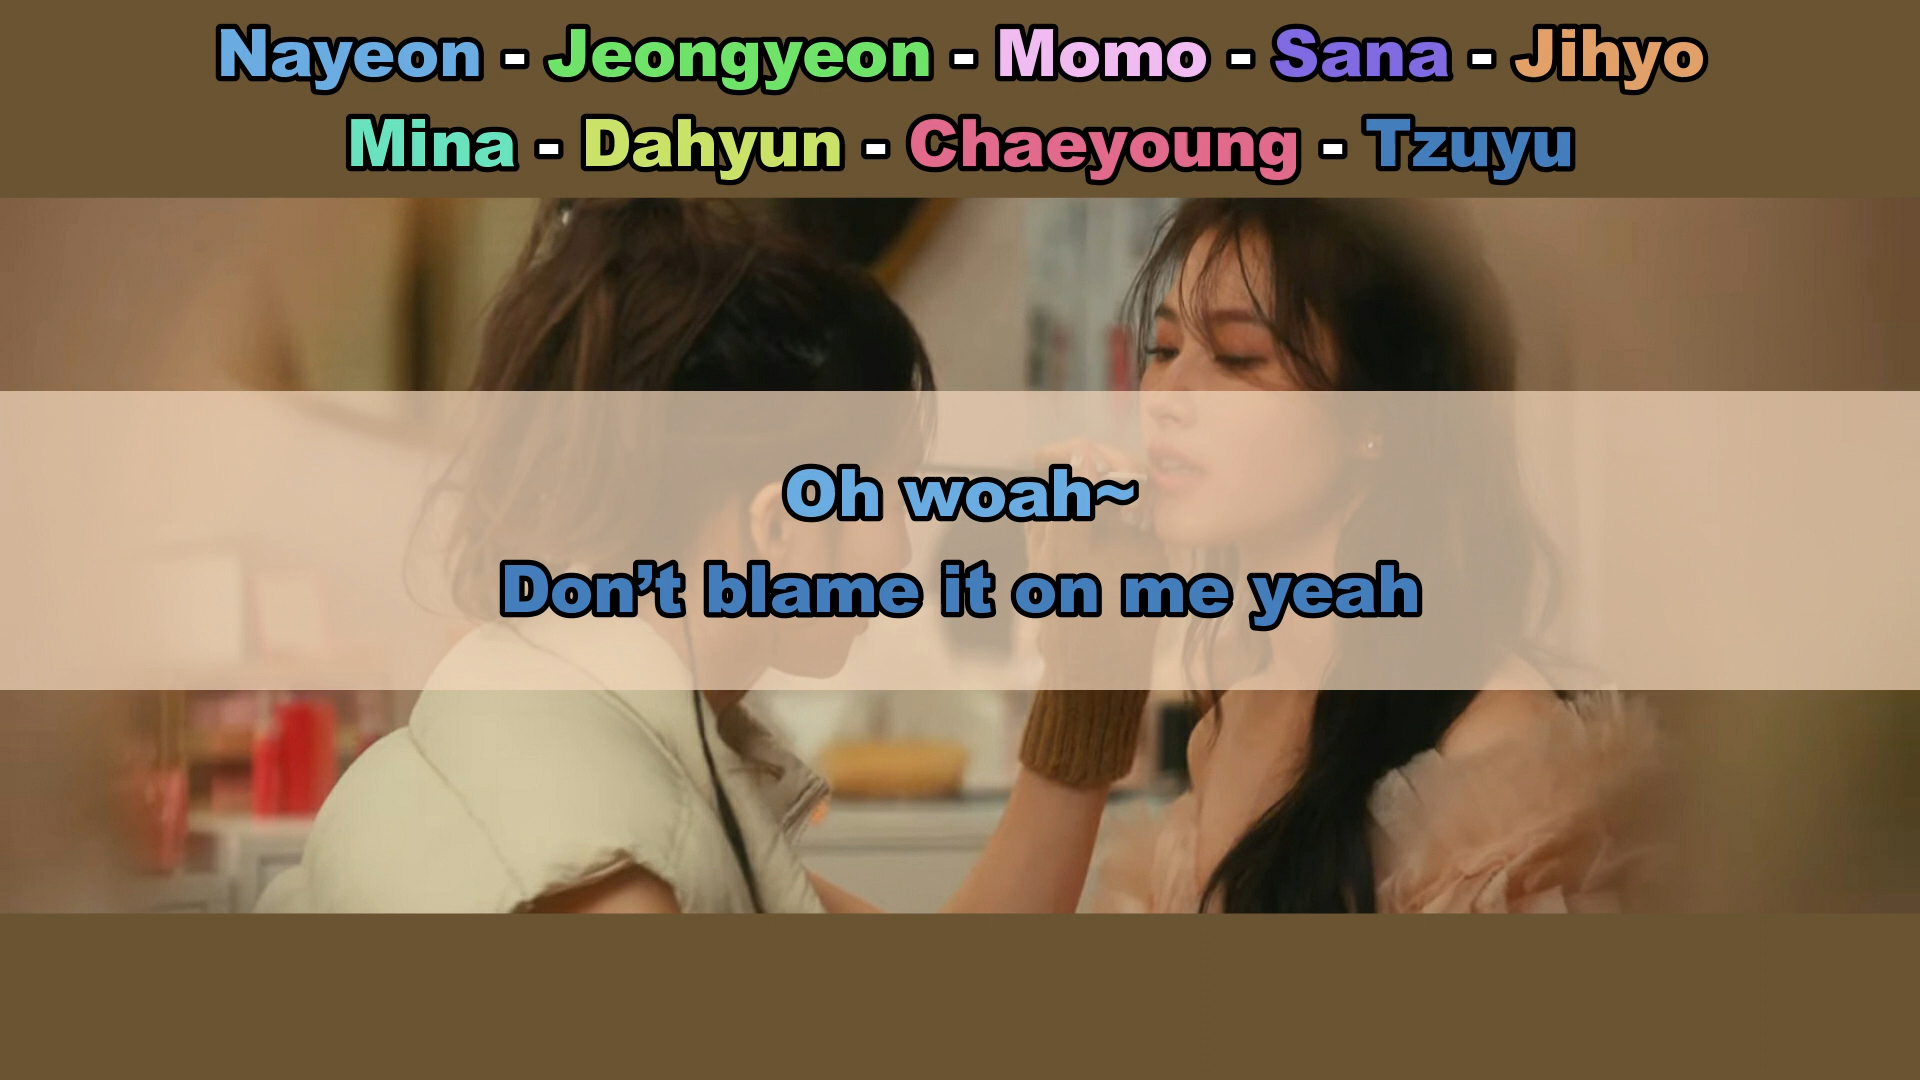 Nayeon - Jeongyeon - Momo - Sana - Jihyo
Mina - Dahyun - Chaeyoung - Tzuyu
Oh woah~
Don’t blame it on me yeah